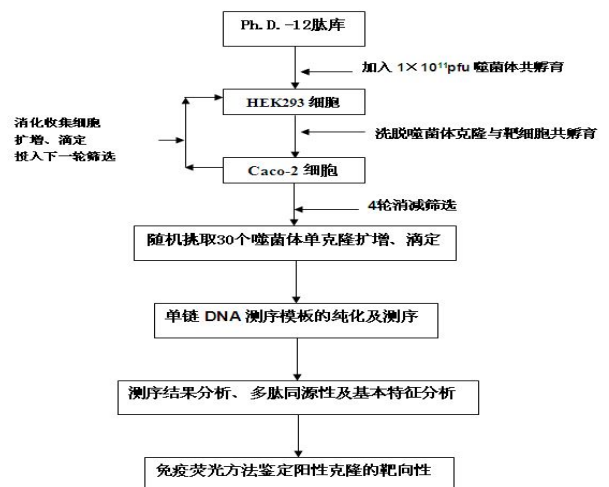 Ph.D.-12肽库
加入 1×10¹¹pfu 噬菌体共孵育
HEK293 细胞
消化收集细胞
扩增、滴定
投入下一轮筛选
洗脱噬菌体克隆与靶细胞共孵育
Caco-2 细胞
4轮消减筛选
随机挑取30个噬菌体单克隆扩增、滴定
单链 DNA 测序模板的纯化及测序
测序结果分析、多肽同源性及基本特征分析
免疫荧光方法鉴定阳性克隆的靶向性